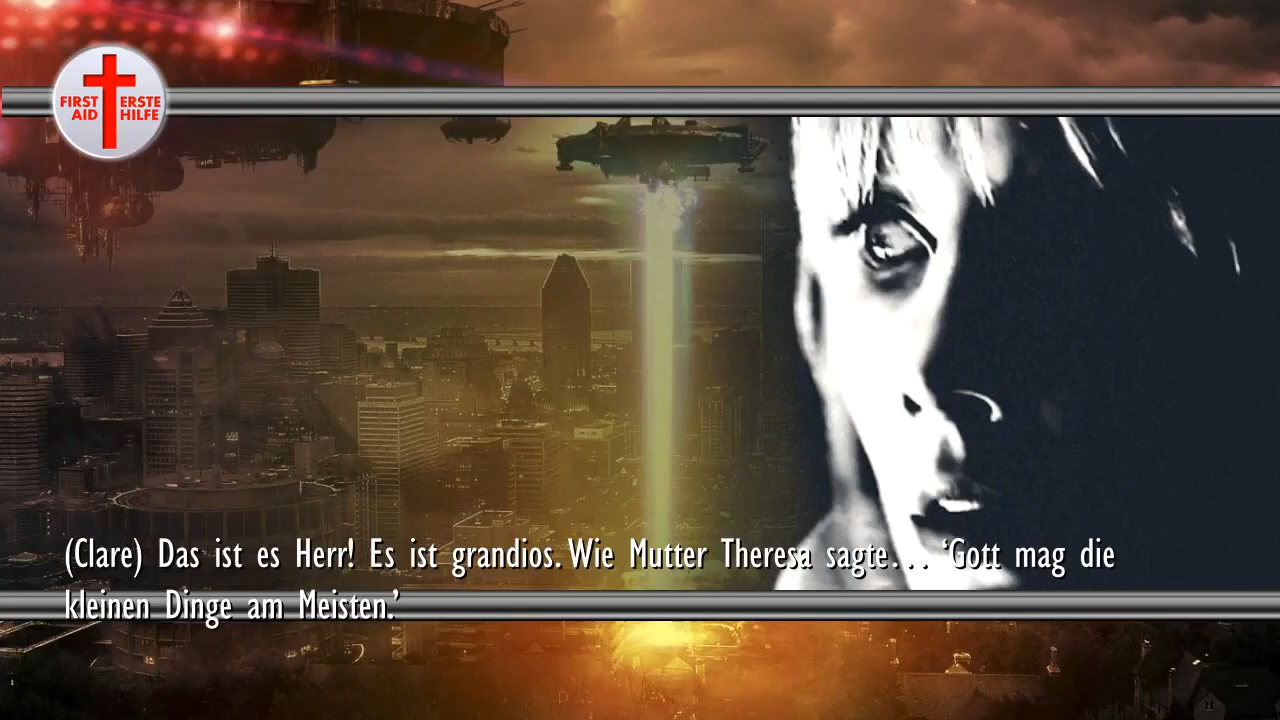 FIRST ERSTE
AID HILFE
(Clare) Das ist es Herr! Es ist grandios. Wie Mutter Theresa sagte… ‘Gott mag die
kleinen Dinge am Meisten.’